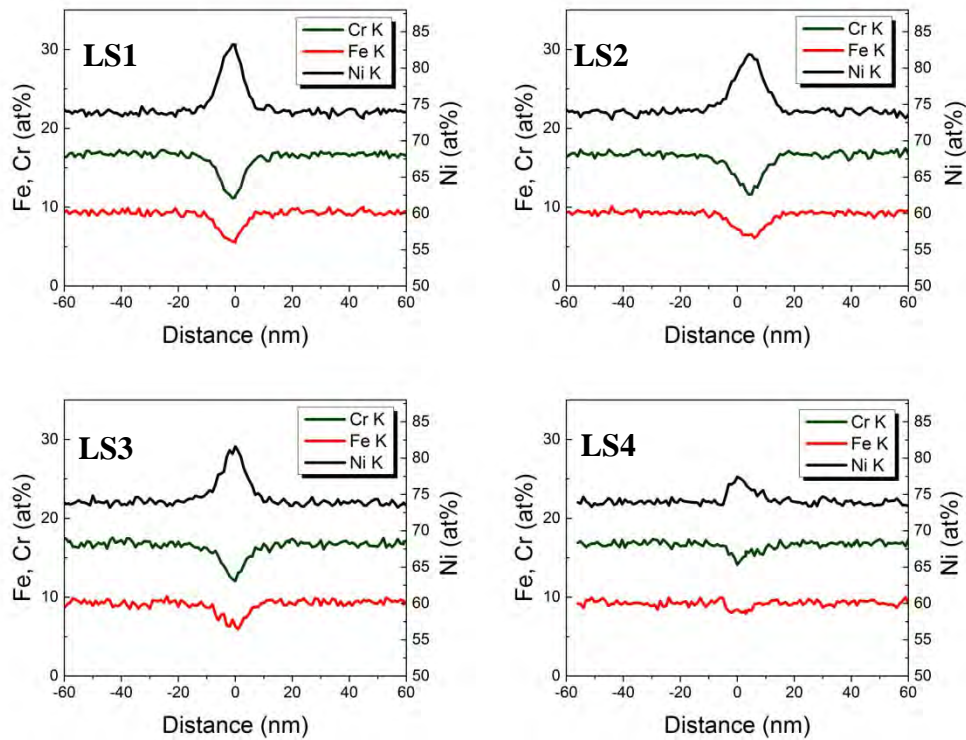 LS1
Cr K
Fe K
Ni K
Fe, Cr (at%)
30
20
10
0
Ni (at%)
85
80
75
70
65
60
55
50
-60 -40 -20 0 20 40 60
Distance (nm)
LS2
Cr K
Fe K
Ni K
Fe, Cr (at%)
30
20
10
0
Ni (at%)
85
80
75
70
65
60
55
50
-60 -40 -20 0 20 40 60
Distance (nm)
LS3
Cr K
Fe K
Ni K
Fe, Cr (at%)
30
20
10
0
Ni (at%)
85
80
75
70
65
60
55
50
-60 -40 -20 0 20 40 60
Distance (nm)
LS4
Cr K
Fe K
Ni K
Fe, Cr (at%)
30
20
10
0
Ni (at%)
85
80
75
70
65
60
55
50
-60 -40 -20 0 20 40 60
Distance (nm)